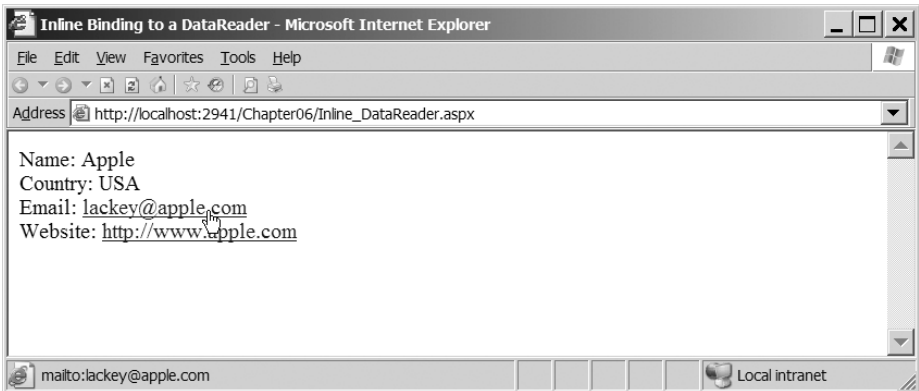 Inline Binding to a DataReader - Microsoft Internet Explorer
File Edit View Favorites Tools Help
Address http://localhost:2941/Chapter06/Inline_DataReader.aspx
Name: Apple
Country: USA
Email: lackey@apple.com
Website: http://www.apple.com
mailto:lackey@apple.com Local intranet